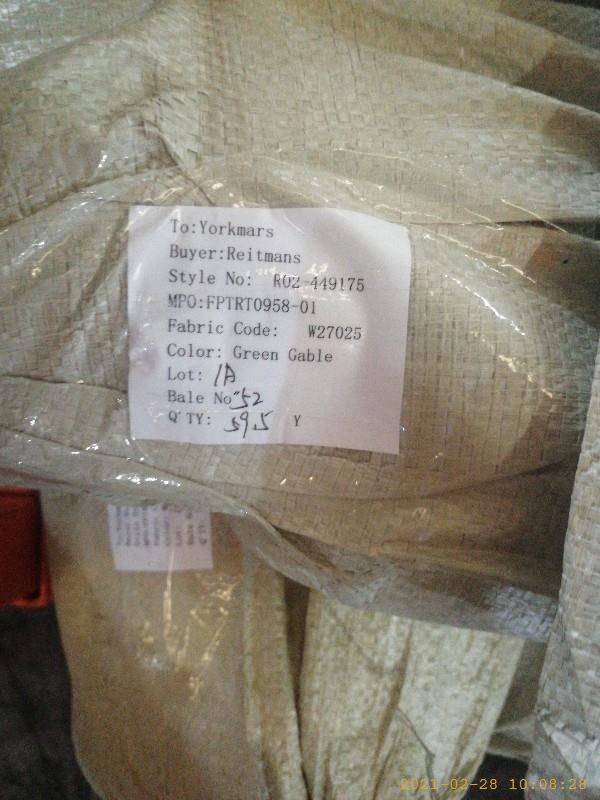 To:Yorkmars
Buyer:Reitmans
Style No: R02-449175
MPO:FPTRT0958-01
Fabric Code: W27025
Color: Green Gable
Lot: 1A
Bale No: 52
Q'TY: 59.5 Y
2021-02-28 10:08:28